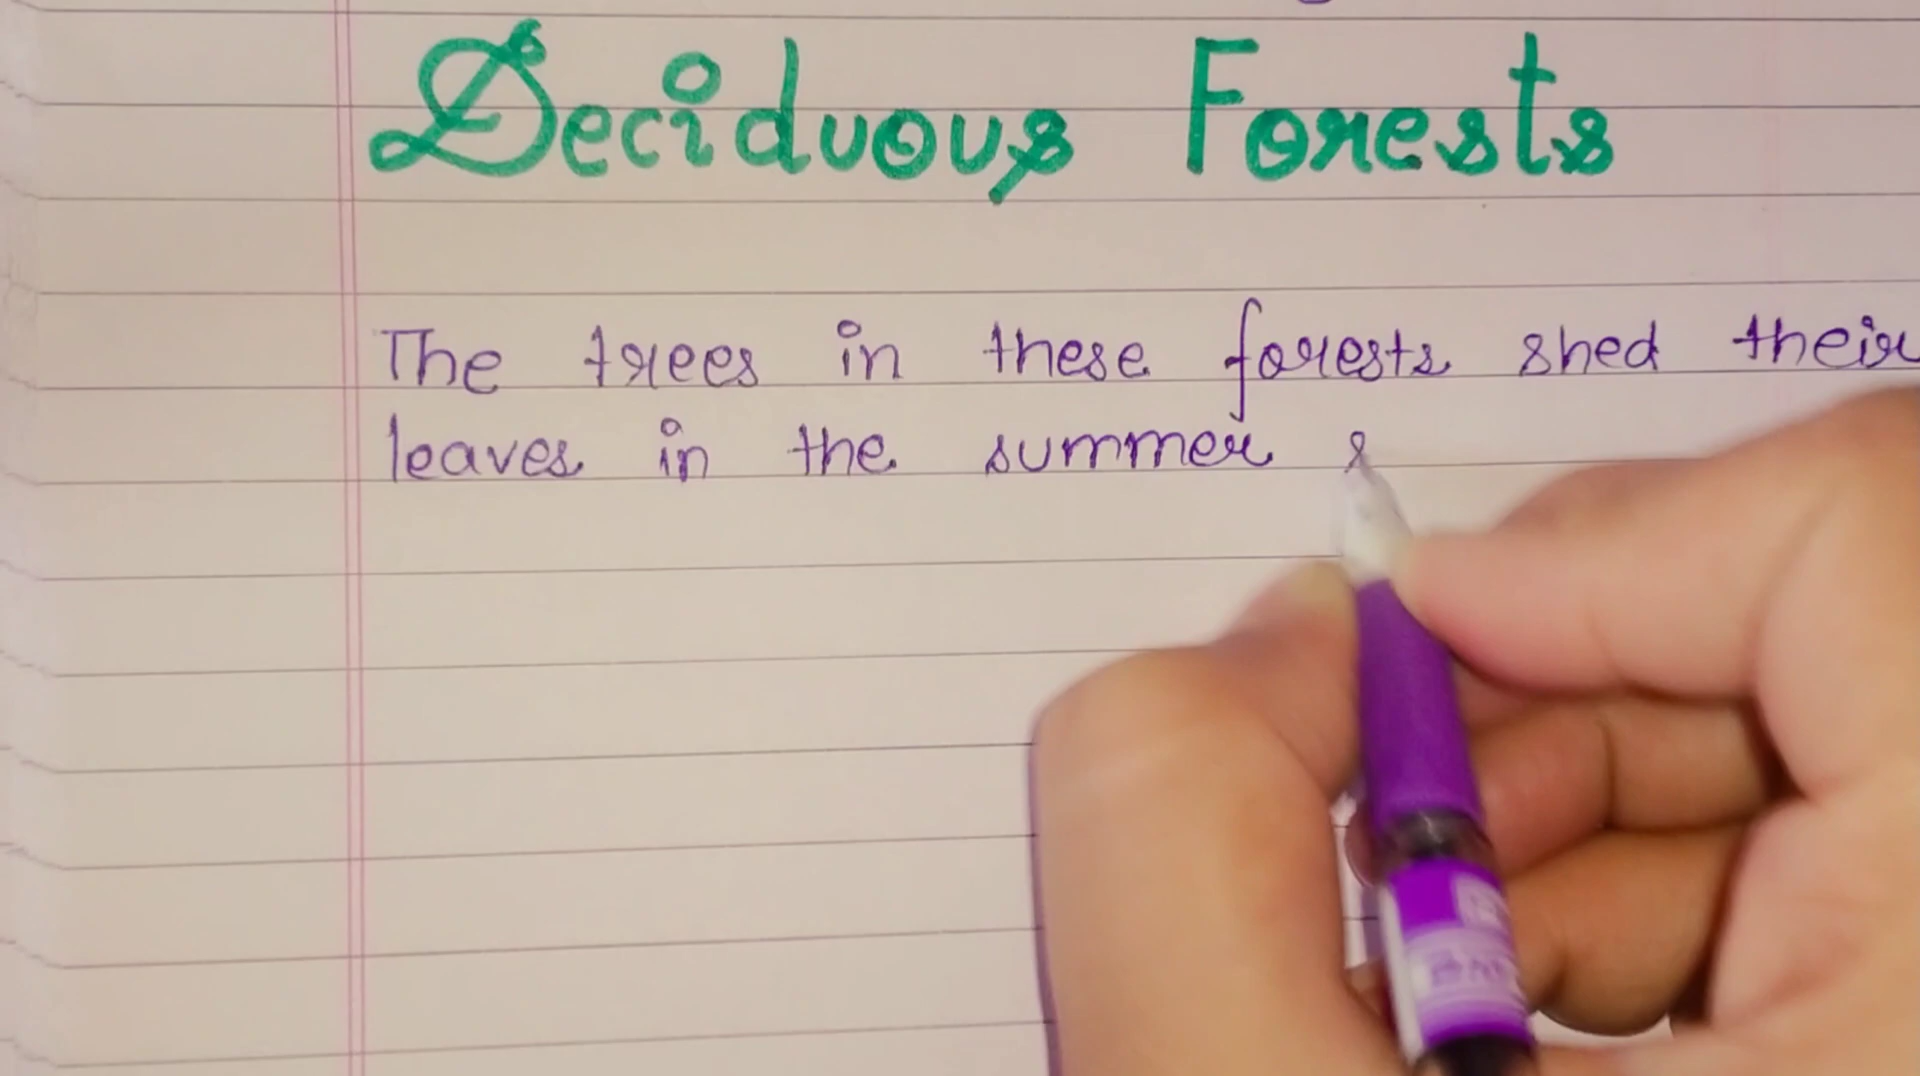 Deciduous Forests
The trees in these forests shed their
leaves in the summer s